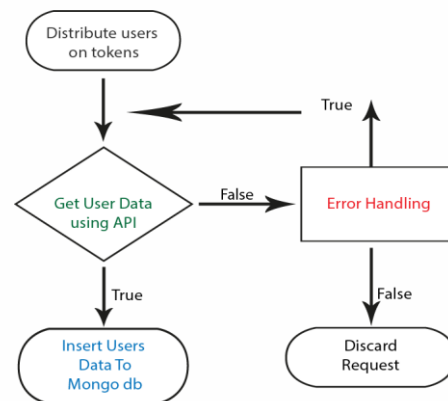 Distribute users
on tokens
True
Get User Data
using API
False
Error Handling
True
False
Insert Users
Data To
Mongo db
Discard
Request